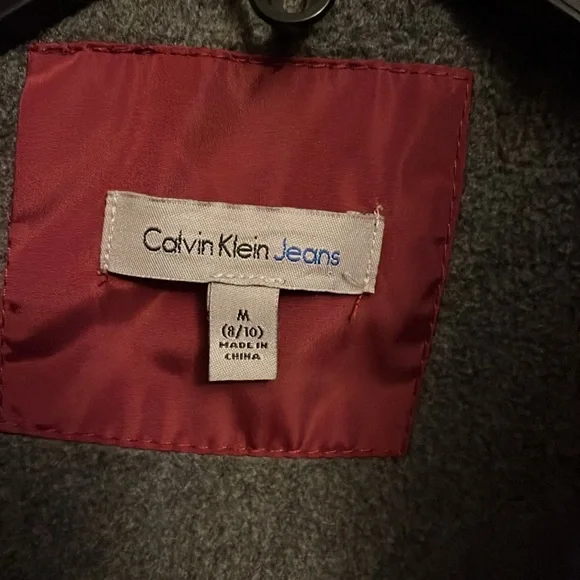 Calvin Klein Jeans
M
(8/10)
MADE IN
CHINA